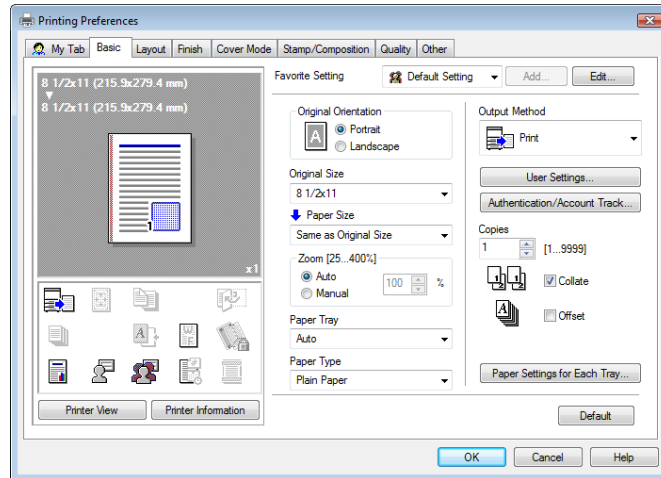 Printing Preferences
My Tab Basic Layout Finish Cover Mode Stamp/Composition Quality Other
8 1/2x11 (215.9x279.4 mm)
8 1/2x11 (215.9x279.4 mm)
1
x1
Printer View Printer Information
Favorite Setting Default Setting Add... Edit...
Original Orientation
A Portrait
Landscape
Original Size
8 1/2x11
Paper Size
Same as Original Size
Zoom [25...400%]
Auto
Manual
100 %
Paper Tray
Auto
Paper Type
Plain Paper
Output Method
Print
User Settings...
Authentication/Account Track...
Copies
1 [1...9999]
Collate
Offset
Paper Settings for Each Tray...
Default
OK Cancel Help